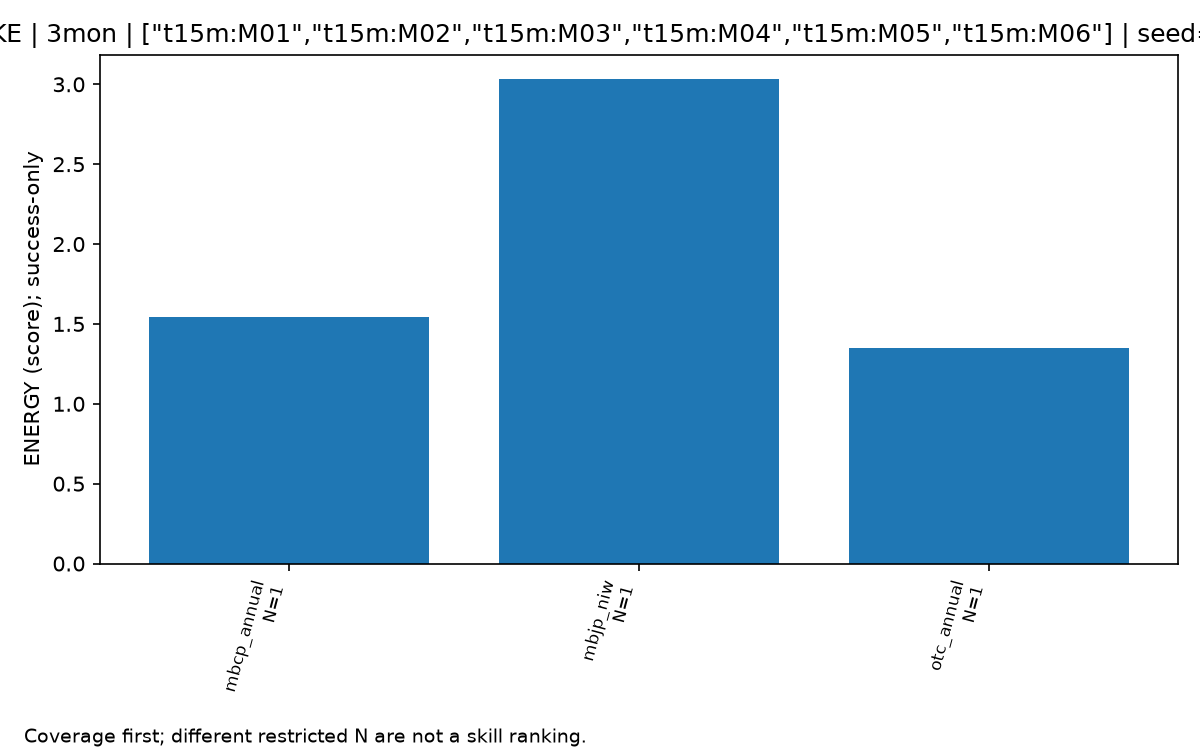 KE | 3mon | ["t15m:M01","t15m:M02","t15m:M03","t15m:M04","t15m:M05","t15m:M06"] | seed=
ENERGY (score); success-only
3.0
2.5
2.0
1.5
1.0
0.5
0.0
mbcp_annual
N=1
mbjp_niw
N=1
otc_annual
N=1
Coverage first; different restricted N are not a skill ranking.